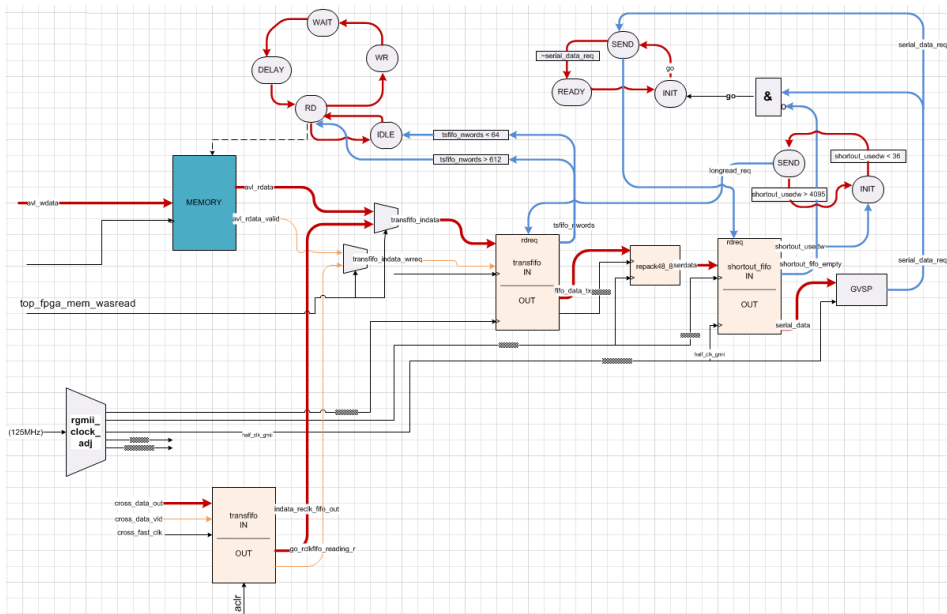 WAIT
SEND
serial_data_req
~serial_data_req
WR
go
DELAY
READY
INIT
go
&
RD
IDLE
tsfifo_nwords < 64
SEND
shortout_usedw < 36
tsfifo_nwords > 612
longread_req
shortout_usedw > 4095
INIT
avl_rdata
avl_wdata
MEMORY
avl_rdata_valid
transfifo_indata
tsfifo_nwords
rdreq
rdreq
shortout_usedw
transfifo_indata_wrreq
transfifo
IN
repack48_8
serdata
shortout_fifo
IN
shortout_fifo_empty
serial_data_req
GVSP
top_fpga_mem_wasread
OUT
fifo_data_tx
OUT
serial_data
half_clk_gmii
rgmii_
clock_
adj
(125MHz)
half_clk_gmii
cross_data_out
cross_data_vld
cross_fast_clk
transfifo
IN
indata_reclk_fifo_out
OUT
go_rclkfifo_reading_r
aclr